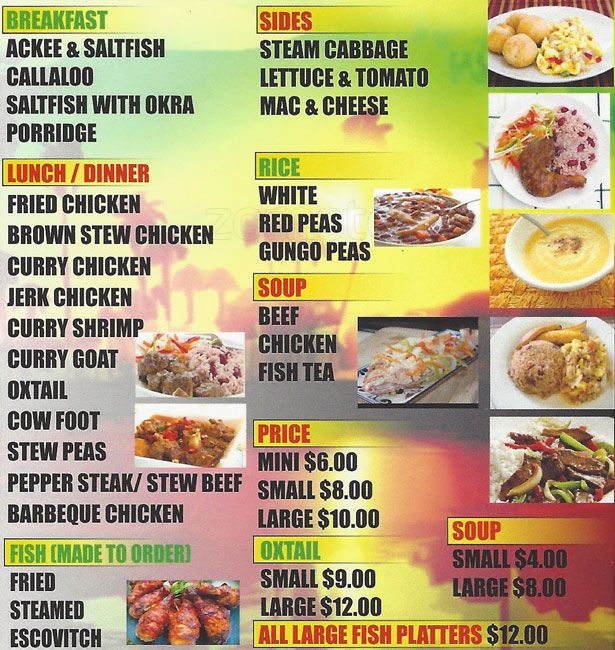 BREAKFAST
ACKEE & SALTFISH
CALLALOO
SALTFISH WITH OKRA
PORRIDGE
LUNCH / DINNER
FRIED CHICKEN
BROWN STEW CHICKEN
CURRY CHICKEN
JERK CHICKEN
CURRY SHRIMP
CURRY GOAT
OXTAIL
COW FOOT
STEW PEAS
PEPPER STEAK/ STEW BEEF
BARBEQUE CHICKEN
FISH (MADE TO ORDER)
FRIED
STEAMED
ESCOVITCH
SIDES
STEAM CABBAGE
LETTUCE & TOMATO
MAC & CHEESE
RICE
WHITE
RED PEAS
GUNGO PEAS
SOUP
BEEF
CHICKEN
FISH TEA
PRICE
MINI $6.00
SMALL $8.00
LARGE $10.00
OXTAIL
SMALL $9.00
LARGE $12.00
SOUP
SMALL $4.00
LARGE $8.00
ALL LARGE FISH PLATTERS $12.00